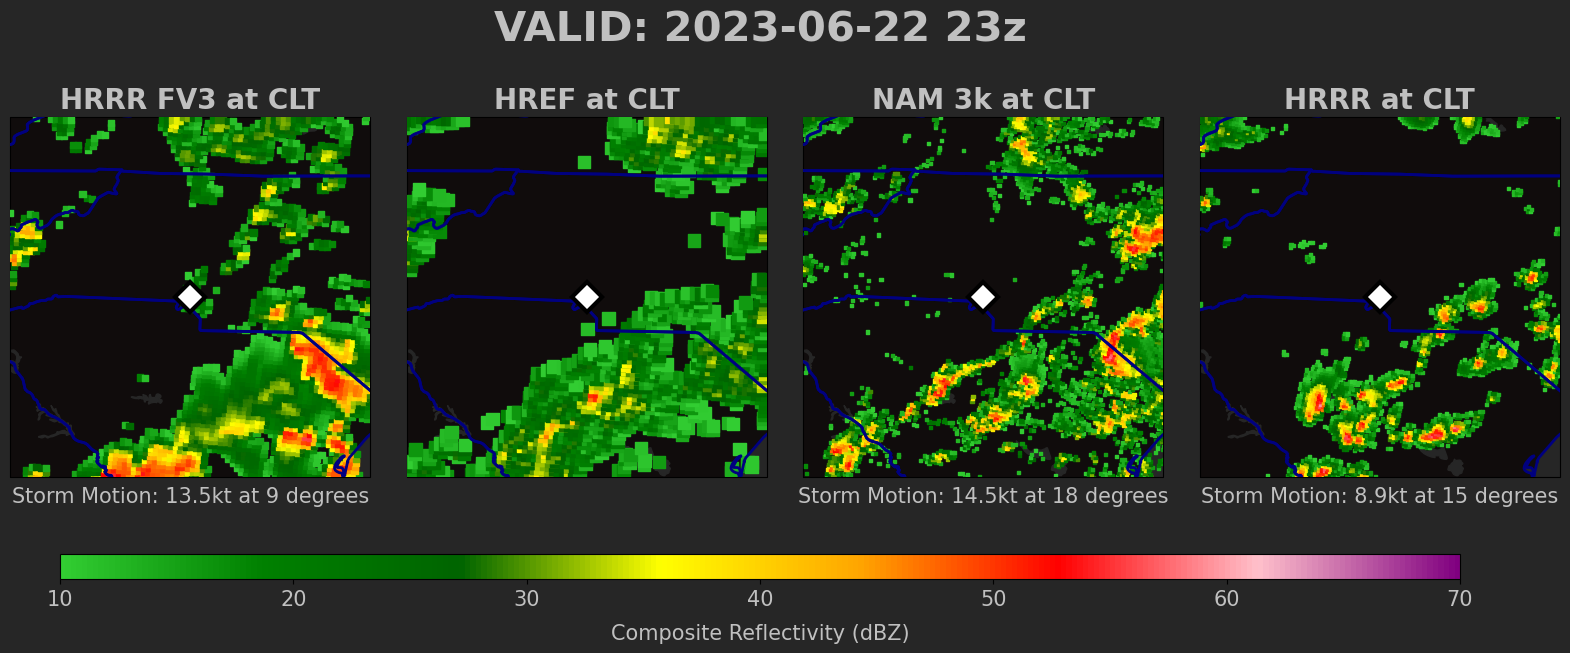 VALID: 2023-06-22 23z
HRRR FV3 at CLT
HREF at CLT
NAM 3k at CLT
HRRR at CLT
Storm Motion: 13.5kt at 9 degrees
Storm Motion: 14.5kt at 18 degrees
Storm Motion: 8.9kt at 15 degrees
10 20 30 40 50 60 70
Composite Reflectivity (dBZ)